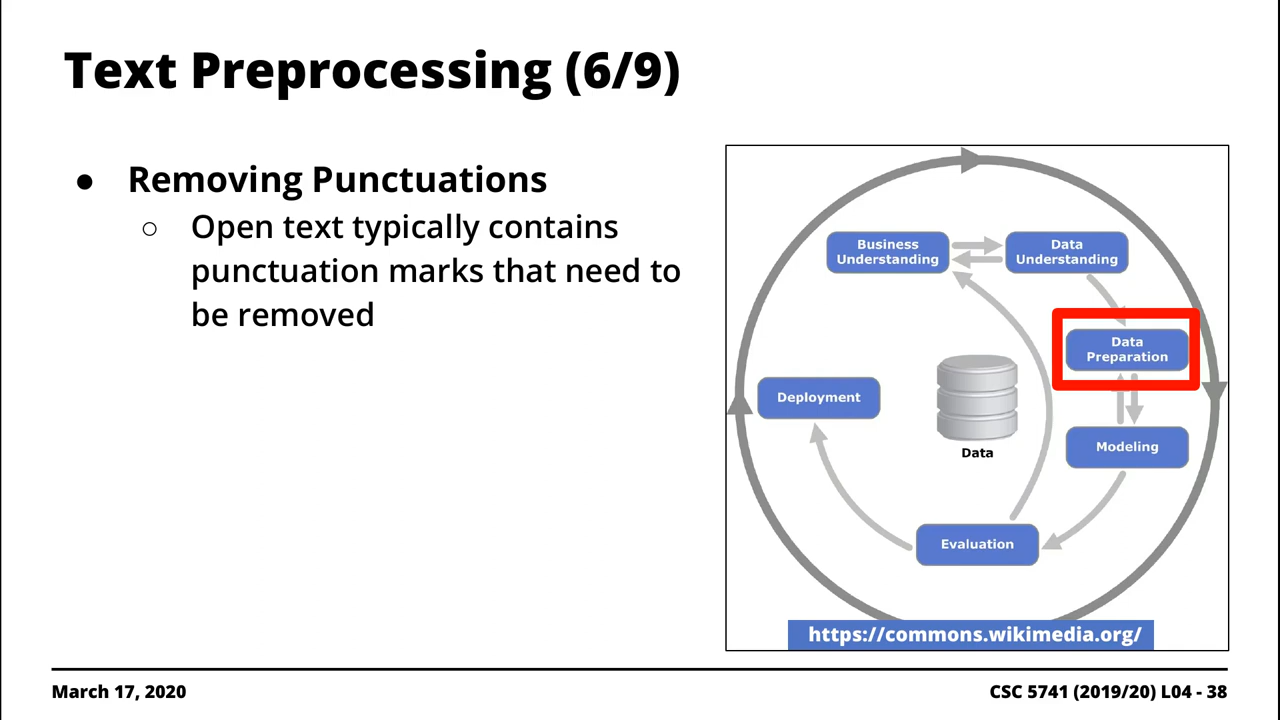 Text Preprocessing (6/9)
● Removing Punctuations
○ Open text typically contains
punctuation marks that need to
be removed
Business
Understanding
Data
Understanding
Data
Preparation
Deployment
Data
Modeling
Evaluation
https://commons.wikimedia.org/
March 17, 2020
CSC 5741 (2019/20) L04 - 38